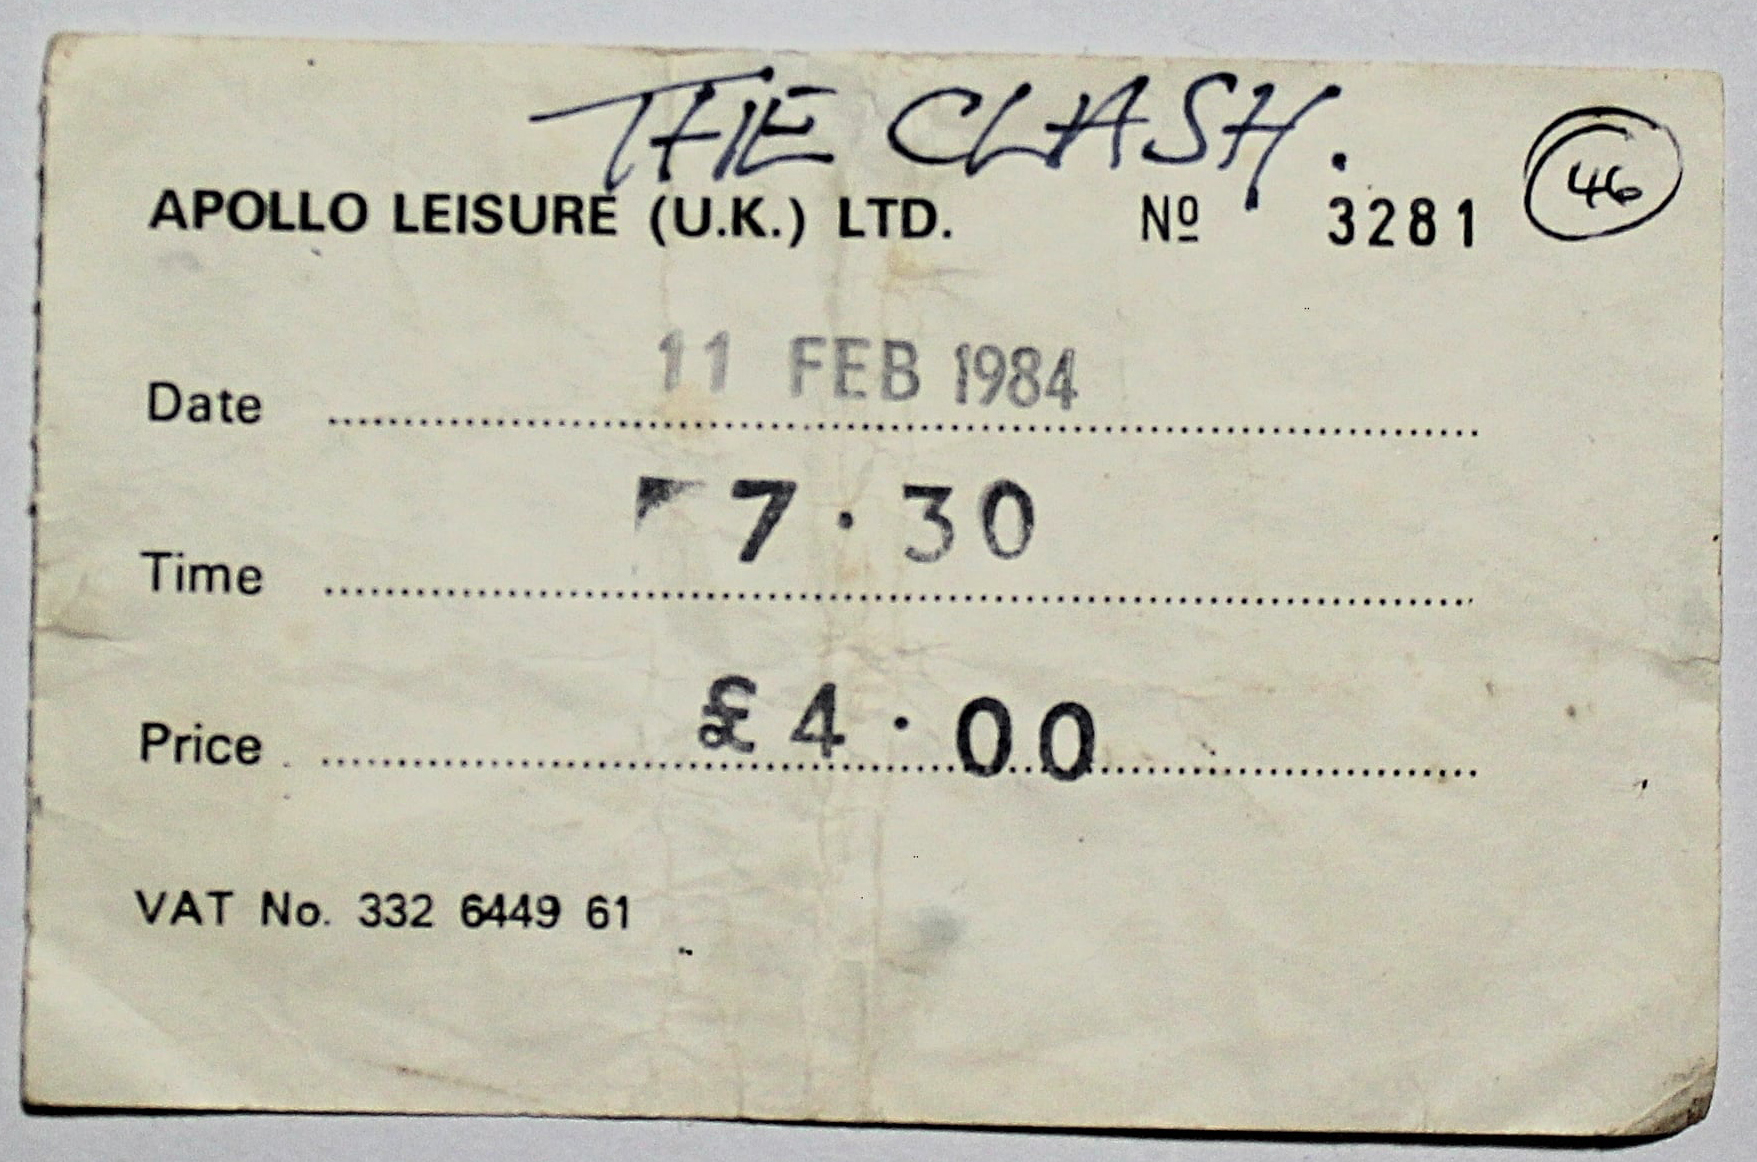 THE CLASH.
46
APOLLO LEISURE (U.K.) LTD. Nº 3281
Date 11 FEB 1984
Time 7·30
Price £4·00
VAT No. 332 6449 61